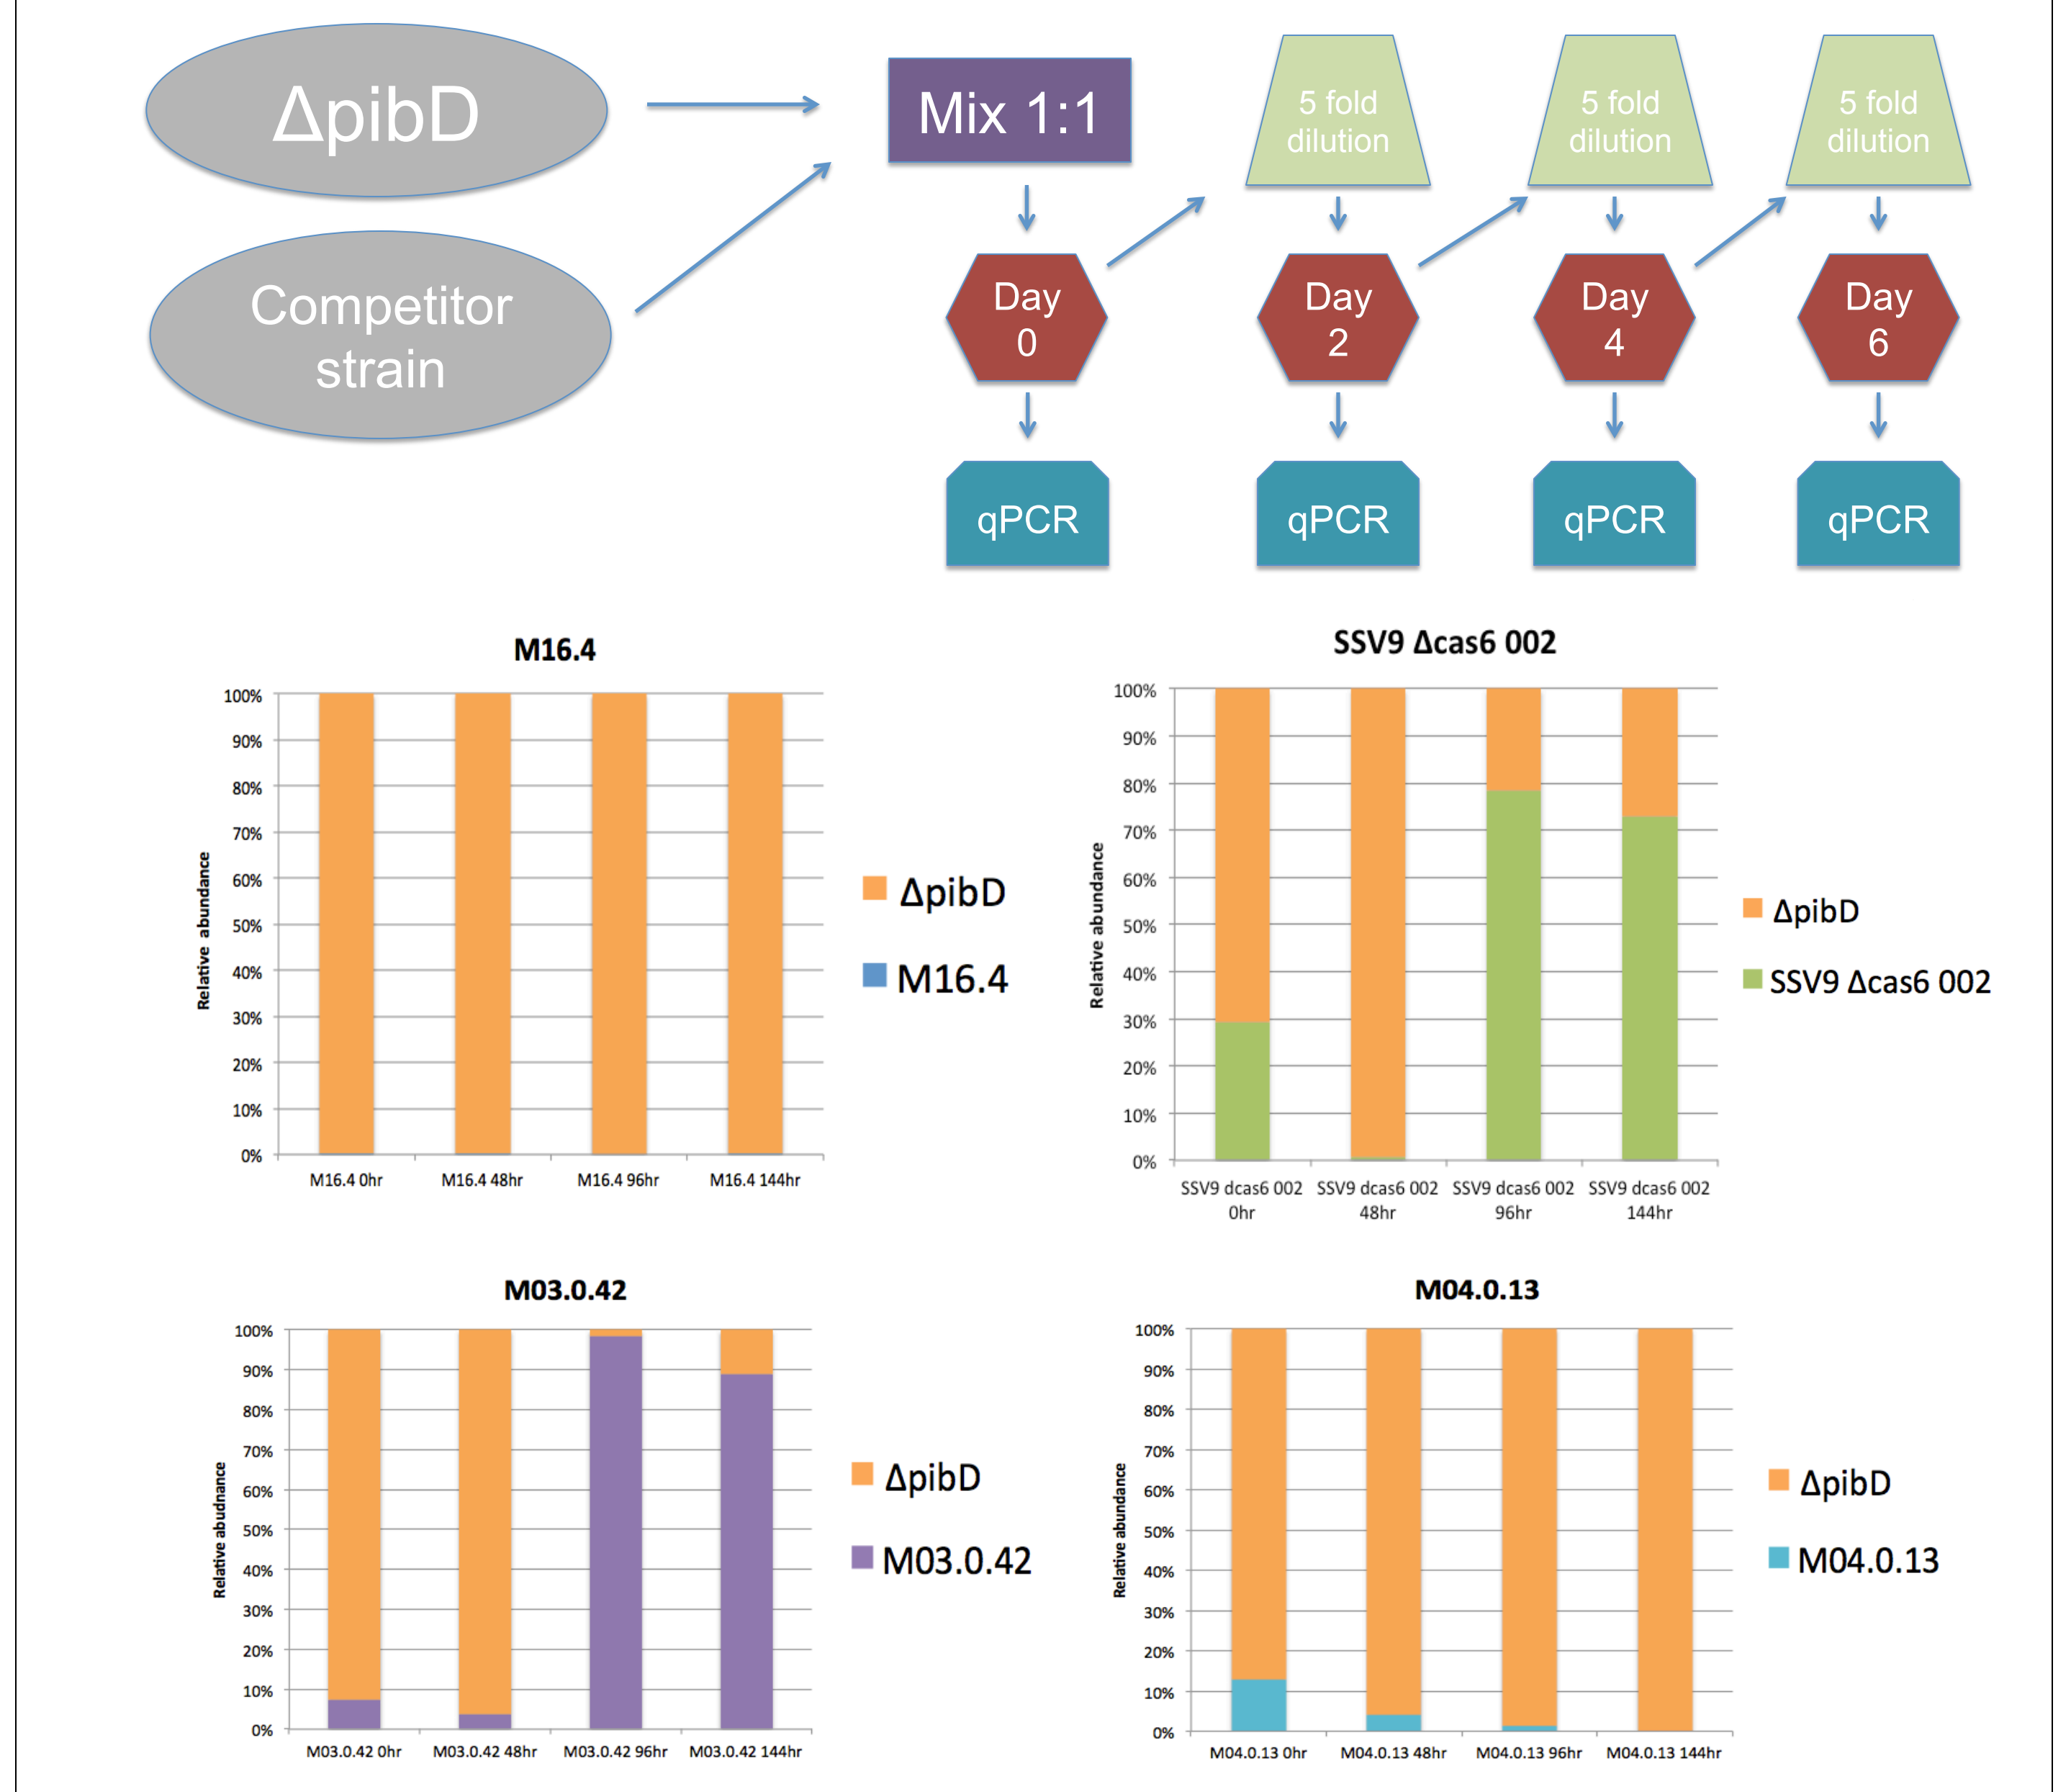 ΔpibD
Competitor
strain
Mix 1:1
5 fold
dilution
5 fold
dilution
5 fold
dilution
Day
0
Day
2
Day
4
Day
6
qPCR
qPCR
qPCR
qPCR
M16.4
Relative abundance
100%
90%
80%
70%
60%
50%
40%
30%
20%
10%
0%
M16.4 0hr
M16.4 48hr
M16.4 96hr
M16.4 144hr
ΔpibD
M16.4
SSV9 Δcas6 002
Relative abundance
100%
90%
80%
70%
60%
50%
40%
30%
20%
10%
0%
SSV9 dcas6 002
0hr
SSV9 dcas6 002
48hr
SSV9 dcas6 002
96hr
SSV9 dcas6 002
144hr
ΔpibD
SSV9 Δcas6 002
M03.0.42
Relative abudnance
100%
90%
80%
70%
60%
50%
40%
30%
20%
10%
0%
M03.0.42 0hr
M03.0.42 48hr
M03.0.42 96hr
M03.0.42 144hr
ΔpibD
M03.0.42
M04.0.13
Relative abundance
100%
90%
80%
70%
60%
50%
40%
30%
20%
10%
0%
M04.0.13 0hr
M04.0.13 48hr
M04.0.13 96hr
M04.0.13 144hr
ΔpibD
M04.0.13